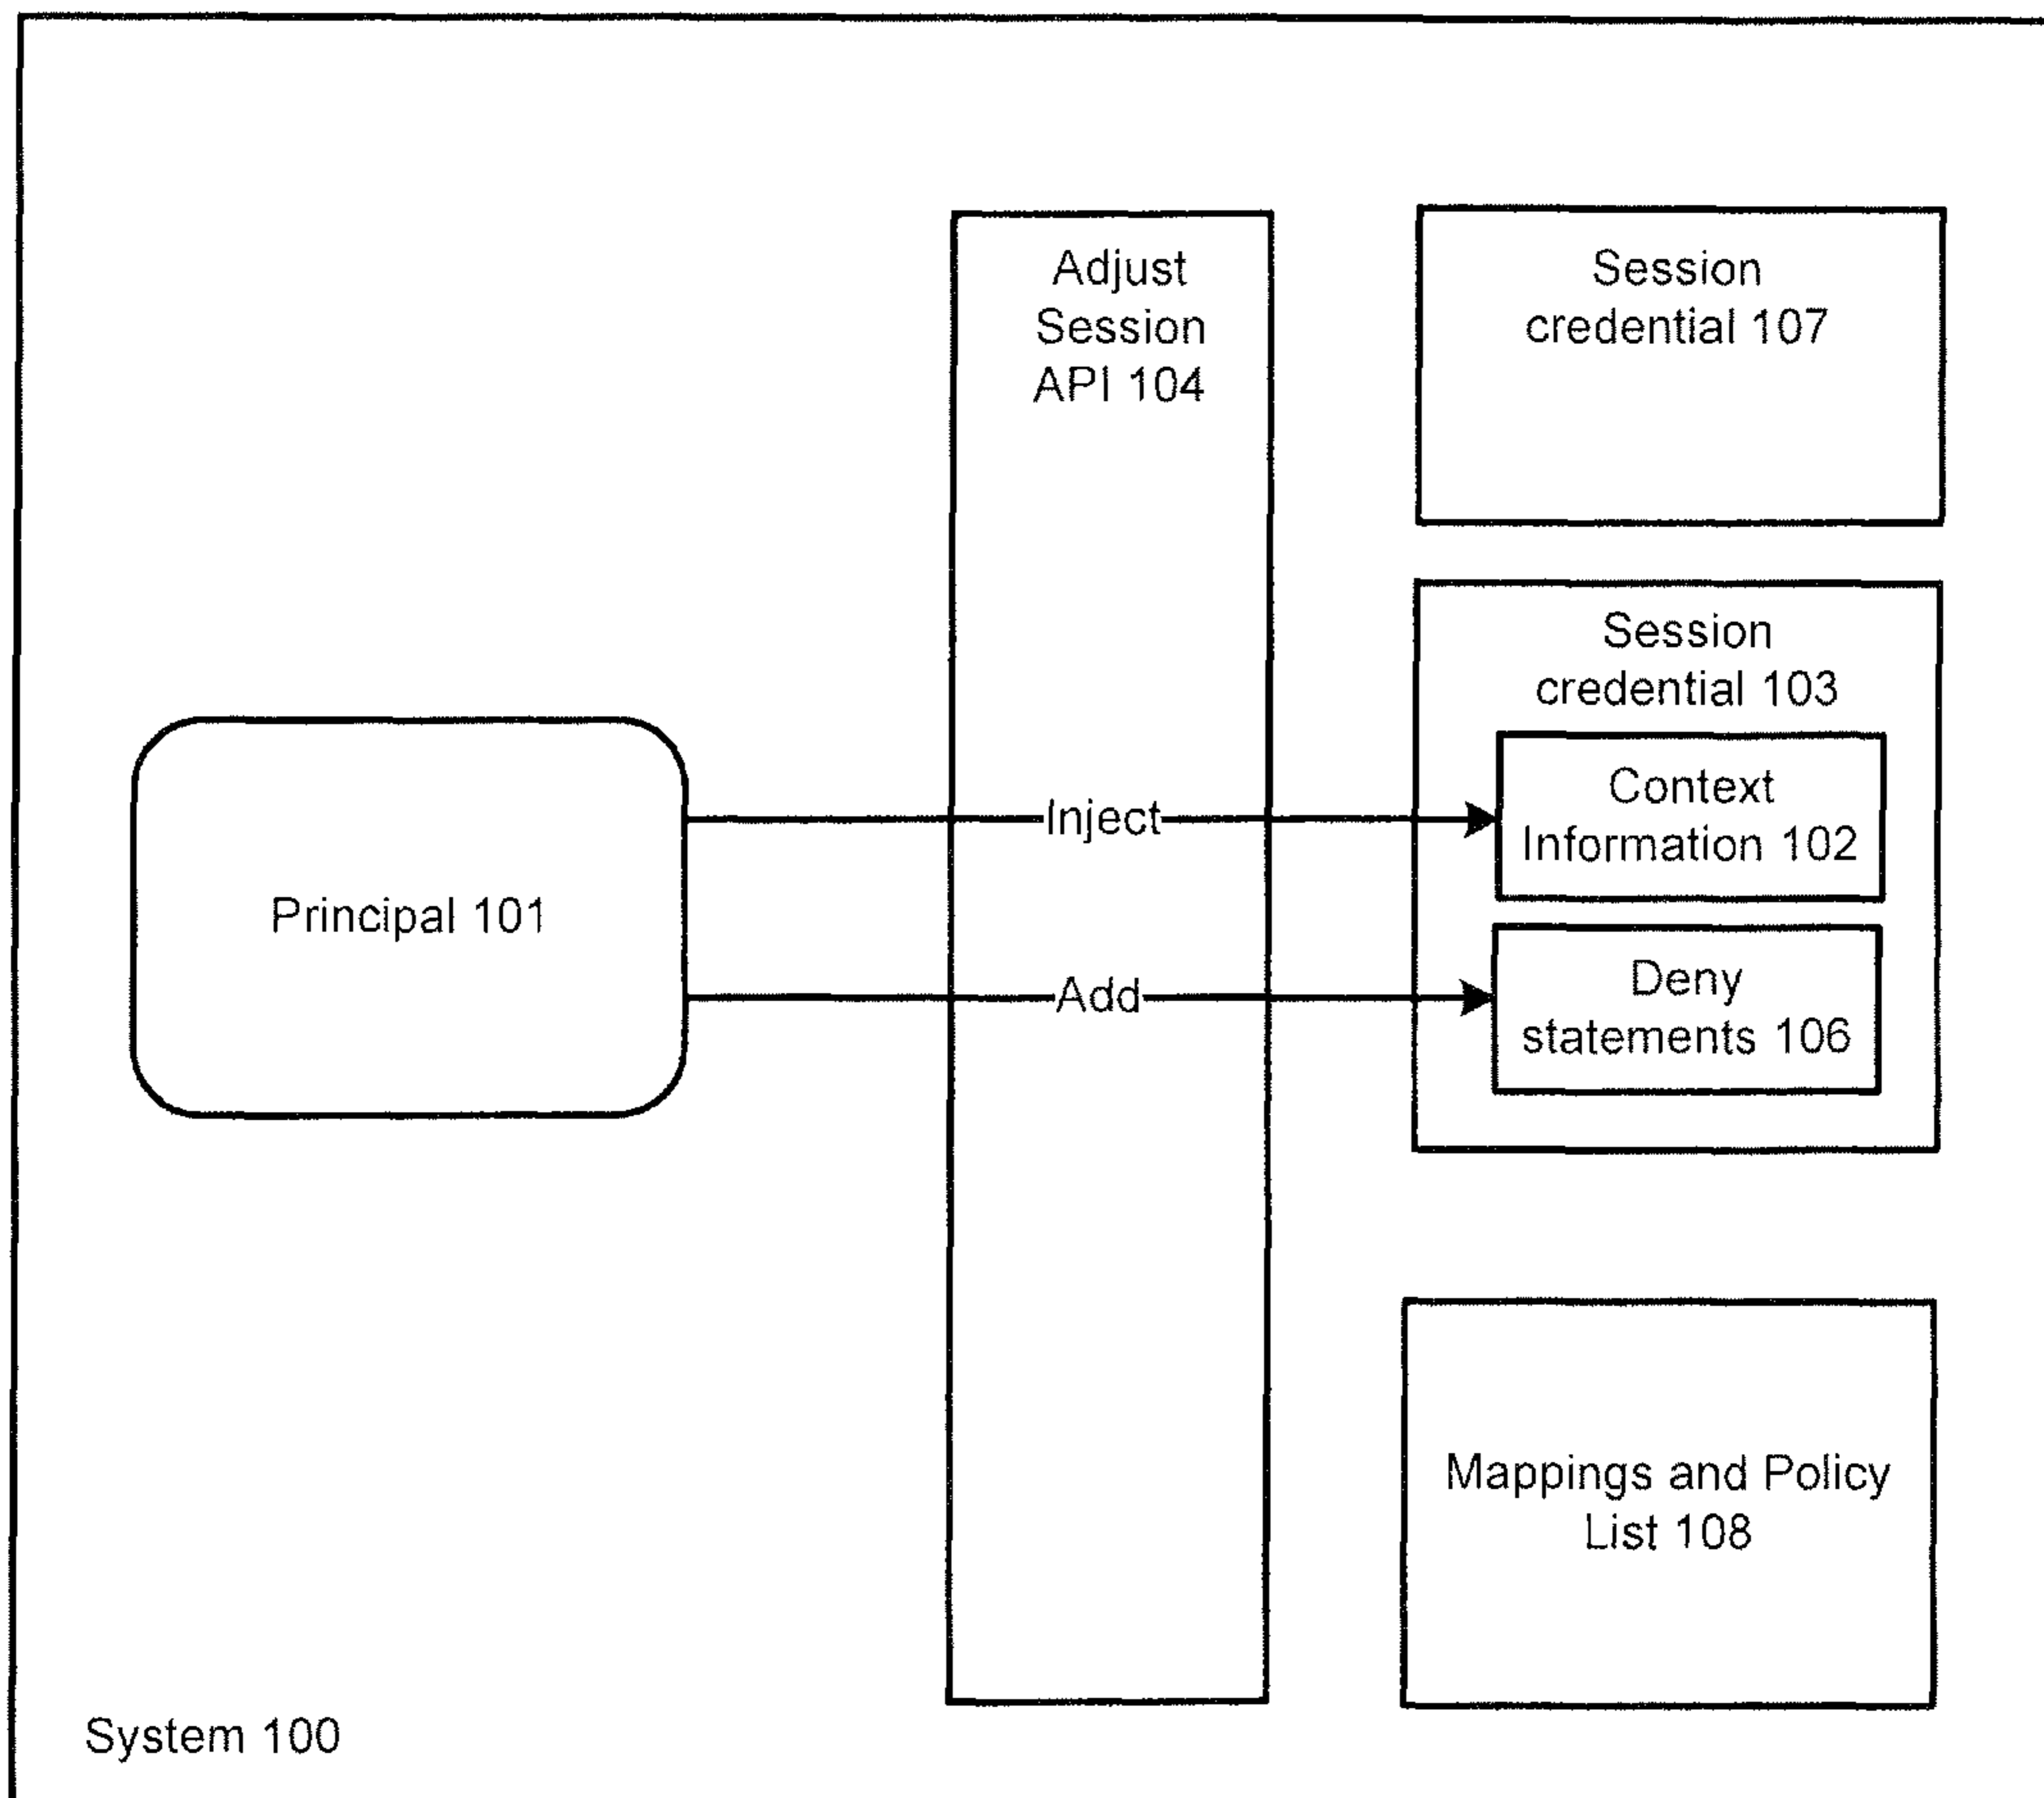 Adjust
Session
API 104
Session
credential 107
Session
credential 103
Context
Information 102
Inject
Principal 101
Deny
statements 106
Add
Mappings and Policy
List 108
System 100